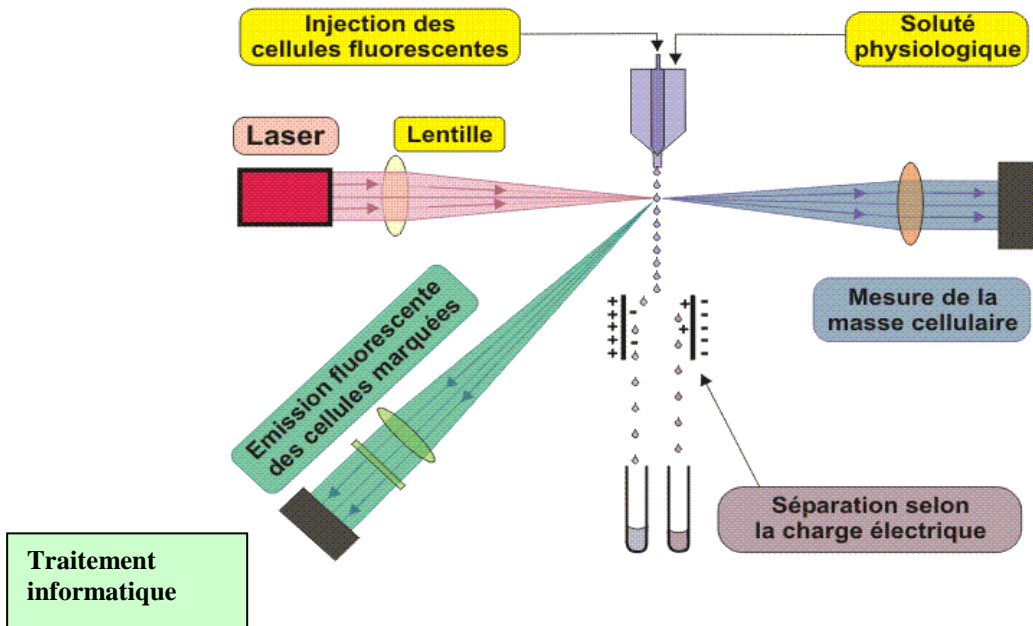 Injection des
cellules fluorescentes
Soluté
physiologique
Laser
Lentille
Mesure de la
masse cellulaire
+
+
+
+
+
-
-
+
+
-
-
-
-
-
Emission fluorescente
des cellules marquées
Séparation selon
la charge électrique
Traitement
informatique